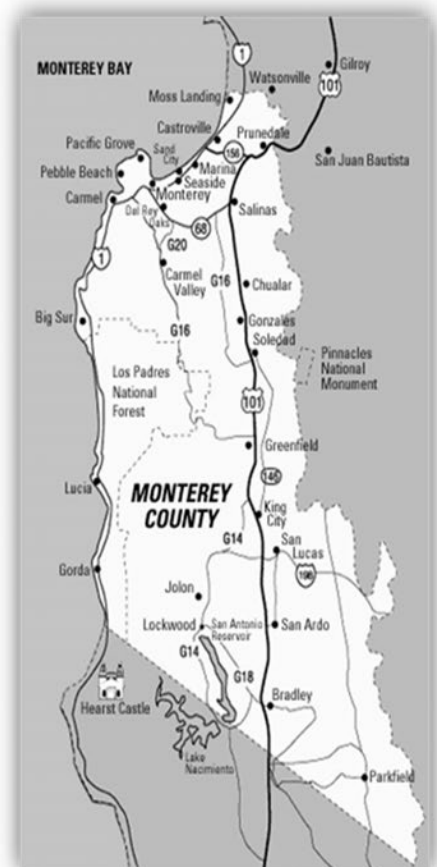 1
Gilroy
MONTEREY BAY
Watsonville
101
Moss Landing
Castroville
Prunedale
156
Pacific Grove
Sand
City
San Juan Bautista
Marina
Pebble Beach
Seaside
Monterey
Carmel
Del Rey
Oaks
Salinas
68
G20
1
Carmel
Valley
G16
Chualar
Big Sur
G16
Gonzales
Soledad
Pinnacles
National
Monument
Los Padres
National
Forest
101
Greenfield
146
Lucia
MONTEREY
COUNTY
King
City
G14
San
Lucas
198
Gorda
Jolon
Lockwood
San Antonio
Reservoir
San Ardo
G14
G18
Hearst Castle
Bradley
Lake
Nacimiento
Parkfield